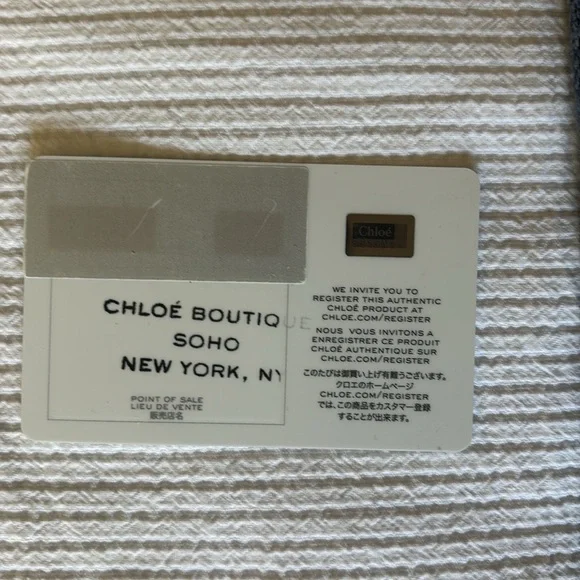 Chloé
CHLOÉ BOUTIQUE
SOHO
NEW YORK, NY
POINT OF SALE
LIEU DE VENTE
販売店名
WE INVITE YOU TO
REGISTER THIS AUTHENTIC
CHLOÉ PRODUCT AT
CHLOE.COM/REGISTER
NOUS VOUS INVITONS A
ENREGISTRER CE PRODUIT
CHLOÉ AUTHENTIQUE SUR
CHLOE.COM/REGISTER
このたびは御買い上げ有難うございます。
クロエのホームページ
CHLOE.COM/REGISTER
では、この商品をカスタマー登録
することが出来ます。